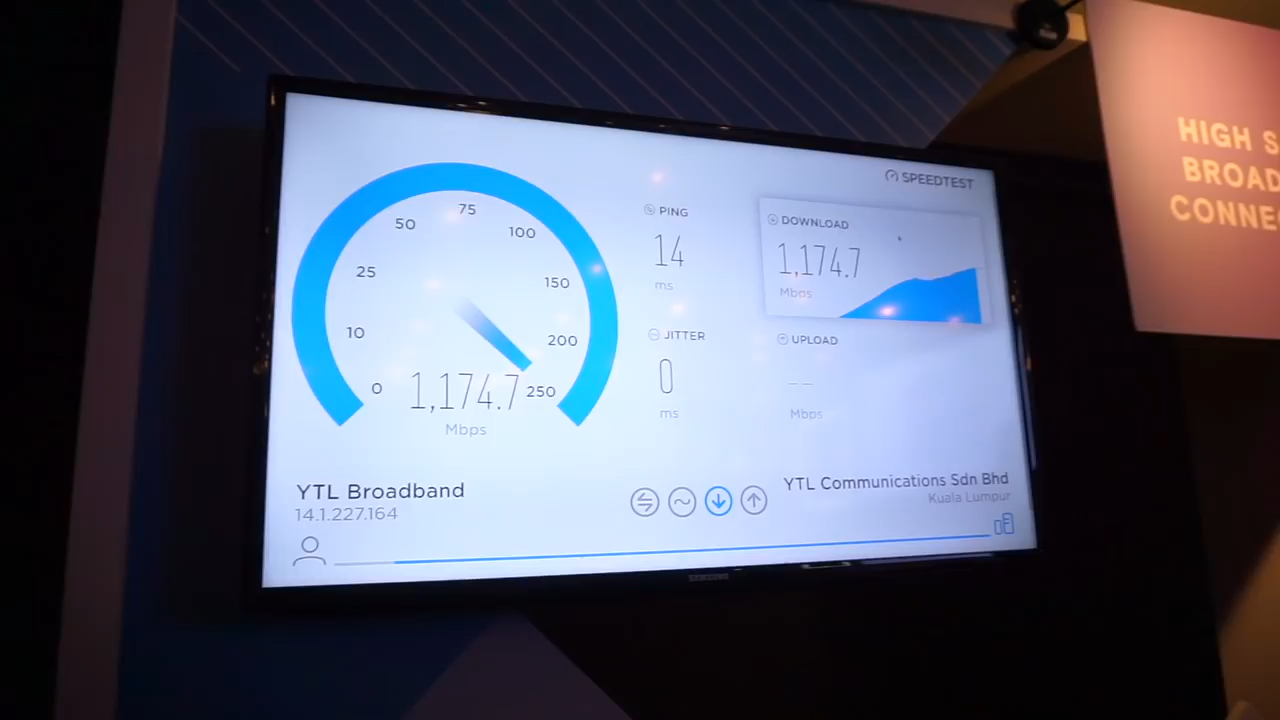 SPEEDTEST
75
50
100
25
150
10
200
0
250
1,174.7
Mbps
PING
14
ms
JITTER
0
ms
DOWNLOAD
1,174.7
Mbps
UPLOAD
--
Mbps
YTL Broadband
14.1.227.164
YTL Communications Sdn Bhd
Kuala Lumpur
SAMSUNG
HIGH S
BROAD
CONNE